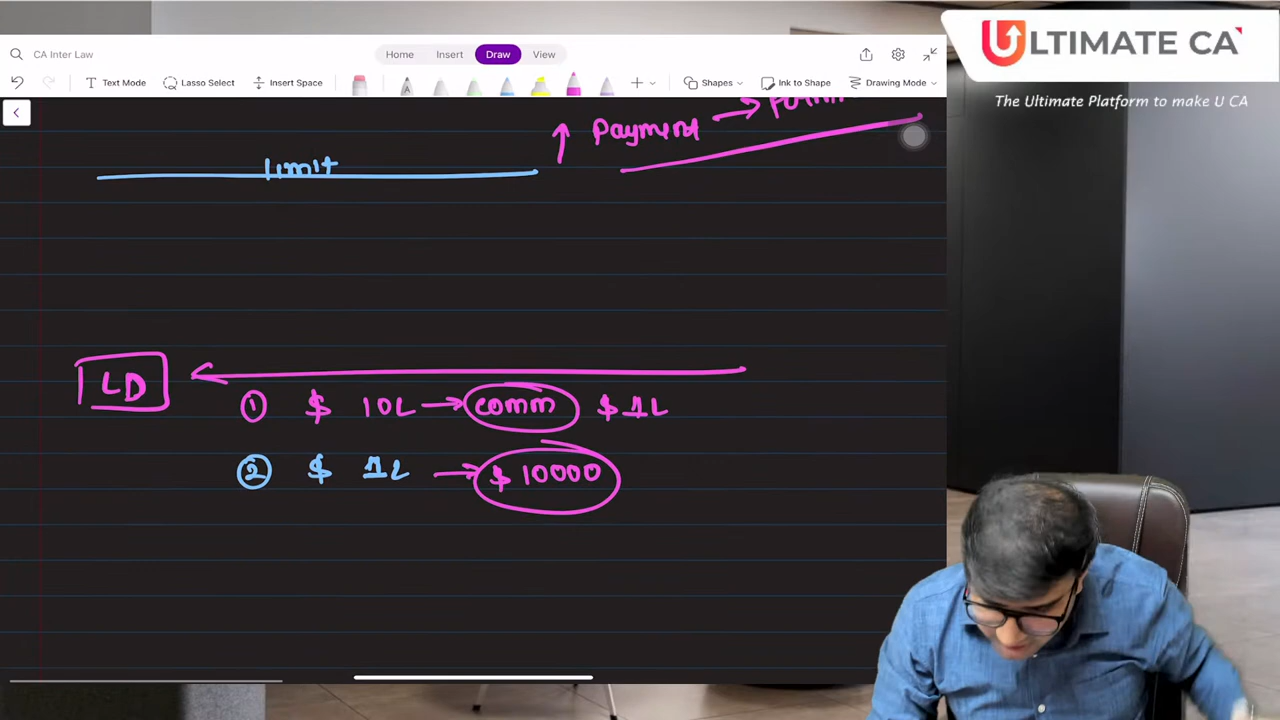 ULTIMATE CA
The Ultimate Platform to make U CA
CA Inter Law
Home Insert Draw View
Text Mode Lasso Select Insert Space Shapes Ink to Shape Drawing Mode
Payment →
limit
LD
① $ 10L → comm $ 1L
② $ 1L → $ 10000